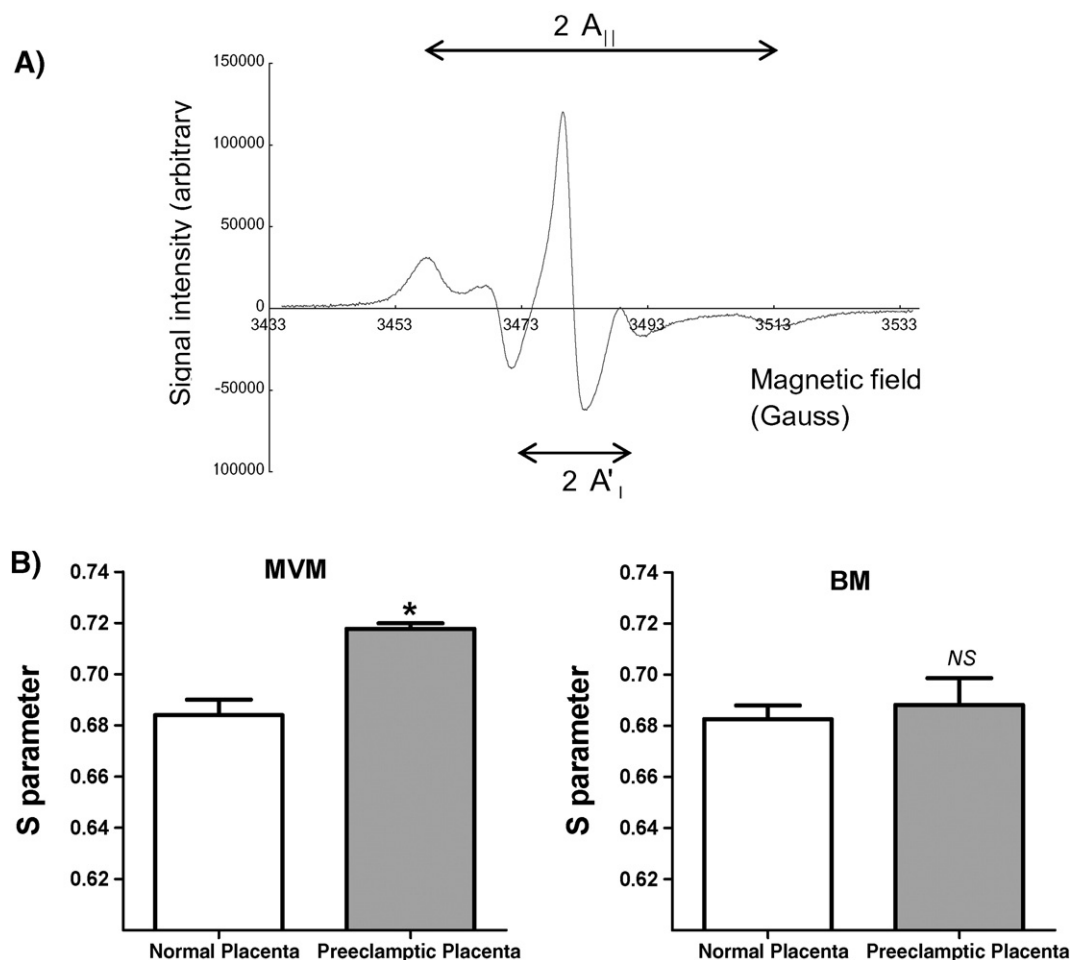 A)
2 A||
Signal intensity (arbitrary
150000
100000
50000
0
-50000
100000
3433 3453 3473 3493 3513 3533
Magnetic field
(Gauss)
2 A'|
B)
MVM
S parameter
0.74
0.72
0.70
0.68
0.66
0.64
0.62
*
Normal Placenta Preeclamptic Placenta
BM
S parameter
0.74
0.72
0.70
0.68
0.66
0.64
0.62
NS
Normal Placenta Preeclamptic Placenta